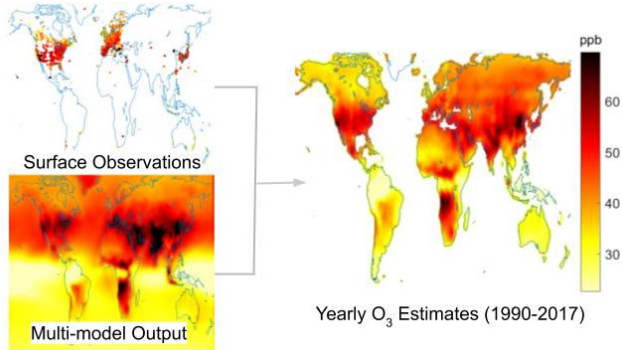 Surface Observations
Multi-model Output
ppb
60
50
40
30
Yearly O₃ Estimates (1990-2017)